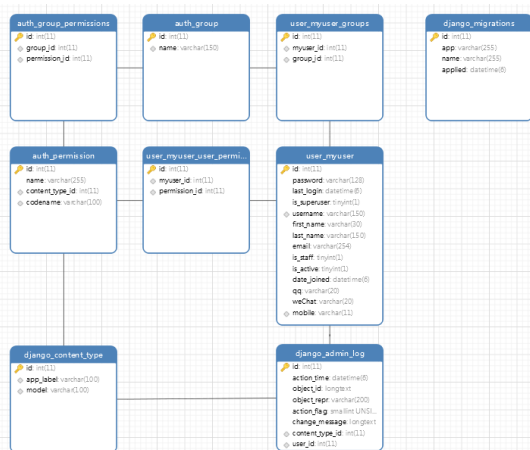 auth_group_permissions
id: int(11)
group_id: int(11)
permission_id: int(11)
auth_group
id: int(11)
name: varchar(150)
user_myuser_groups
id: int(11)
myuser_id: int(11)
group_id: int(11)
django_migrations
id: int(11)
app: varchar(255)
name: varchar(255)
applied: datetime(6)
auth_permission
id: int(11)
name: varchar(255)
content_type_id: int(11)
codename: varchar(100)
user_myuser_user_permi...
id: int(11)
myuser_id: int(11)
permission_id: int(11)
user_myuser
id: int(11)
password: varchar(128)
last_login: datetime(6)
is_superuser: tinyint(1)
username: varchar(150)
first_name: varchar(30)
last_name: varchar(150)
email: varchar(254)
is_staff: tinyint(1)
is_active: tinyint(1)
date_joined: datetime(6)
qq: varchar(20)
weChat: varchar(20)
mobile: varchar(11)
django_content_type
id: int(11)
app_label: varchar(100)
model: varchar(100)
django_admin_log
id: int(11)
action_time: datetime(6)
object_id: longtext
object_repr: varchar(200)
action_flag: smallint UNSI...
change_message: longtext
content_type_id: int(11)
user_id: int(11)